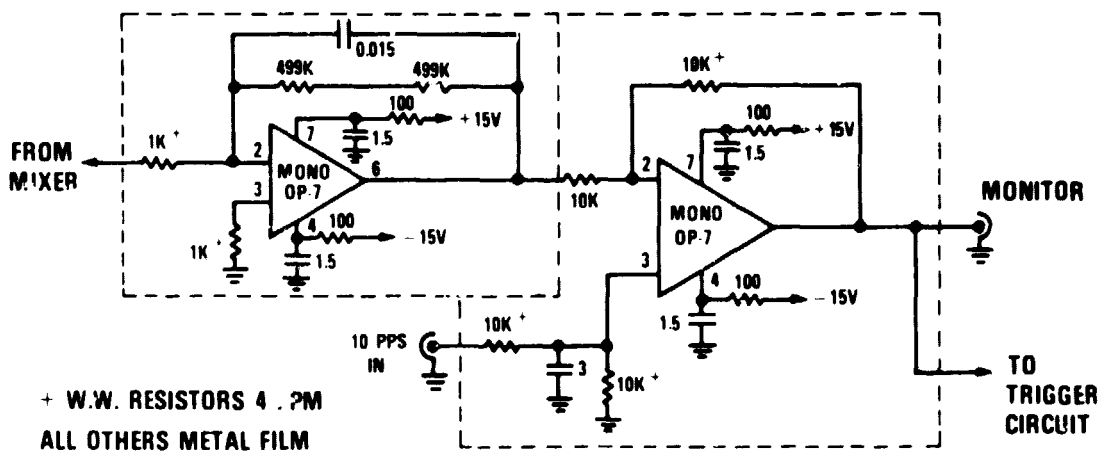 0.015
499K 499K
100
+ 15V
7
1.5
1K +
FROM
MIXER
2
MONO
OP-7
6
3
4
100
- 15V
1K +
1.5
10K +
100
+ 15V
7
1.5
10K
2
MONO
OP-7
MONITOR
3
4
100
- 15V
1.5
10 PPS
IN
10K +
3
10K +
TO
TRIGGER
CIRCUIT
+ W.W. RESISTORS 4
ALL OTHERS METAL FILM